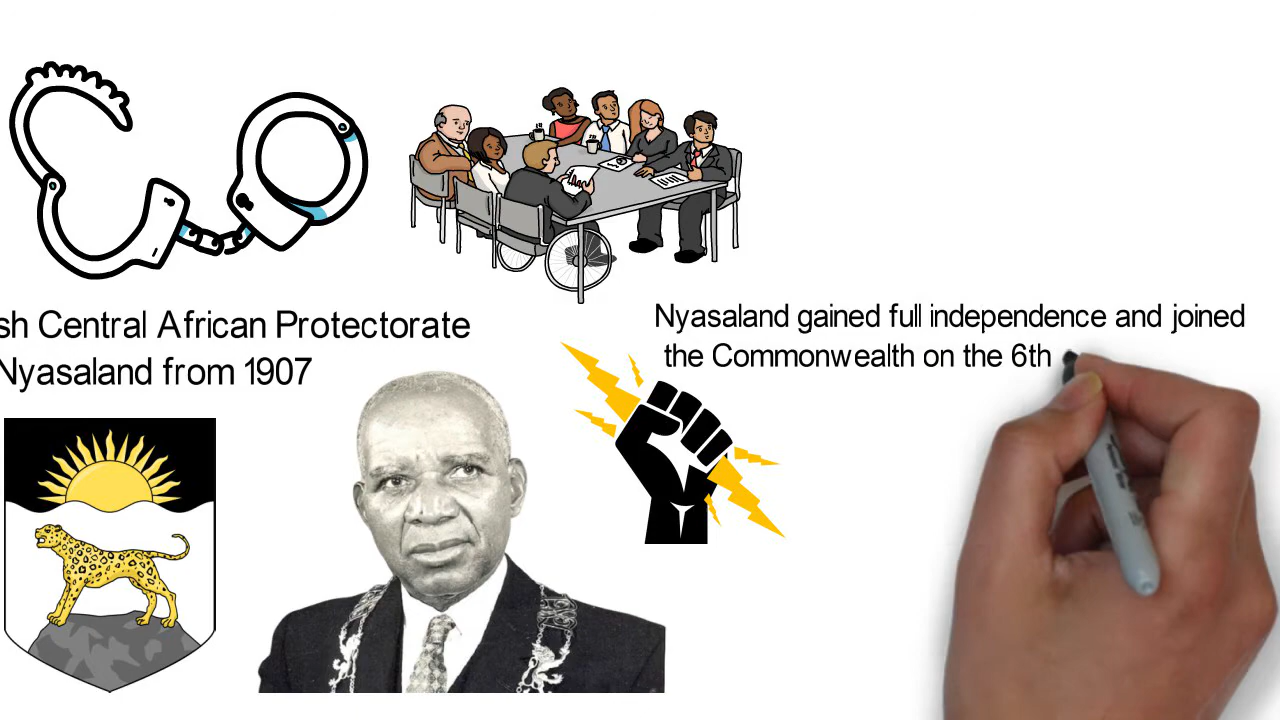 sh Central African Protectorate
Nyasaland from 1907
Nyasaland gained full independence and joined
the Commonwealth on the 6th